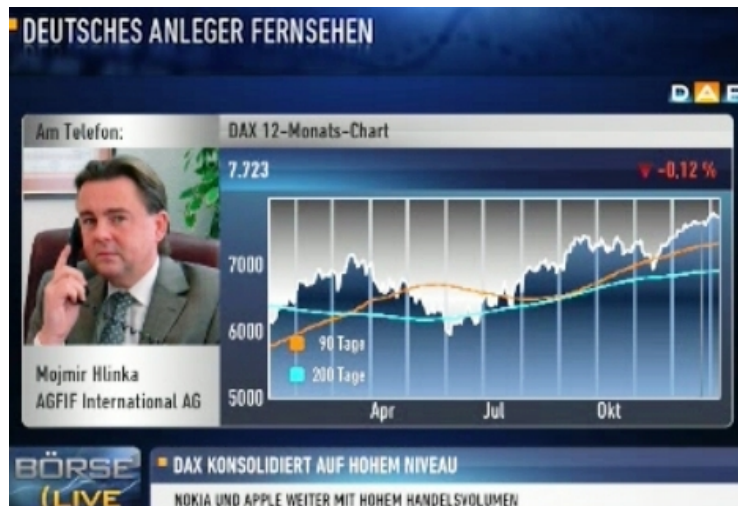 DEUTSCHES ANLEGER FERNSEHEN
DAF
Am Telefon:
DAX 12-Monats-Chart
7.723
-0,12 %
7000
6000
5000
90 Tage
200 Tage
Apr
Jul
Okt
Mojmir Hlinka
AGFIF International AG
BÖRSE
(LIVE
DAX KONSOLIDIERT AUF HOHEM NIVEAU
NOKIA UND APPLE WEITER MIT HOHEM HANDELSVOLUMEN